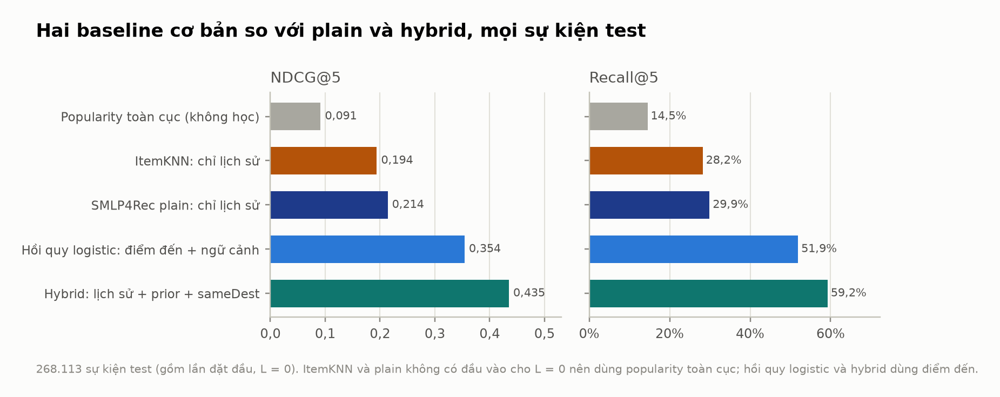 Hai baseline cơ bản so với plain và hybrid, mọi sự kiện test
NDCG@5
Recall@5
Popularity toàn cục (không học)
0,091
14,5%
ItemKNN: chỉ lịch sử
0,194
28,2%
SMLP4Rec plain: chỉ lịch sử
0,214
29,9%
Hồi quy logistic: điểm đến + ngữ cảnh
0,354
51,9%
Hybrid: lịch sử + prior + sameDest
0,435
59,2%
0,0 0,1 0,2 0,3 0,4 0,5
0% 20% 40% 60%
268.113 sự kiện test (gồm lần đặt đầu, L = 0). ItemKNN và plain không có đầu vào cho L = 0 nên dùng popularity toàn cục; hồi quy logistic và hybrid dùng điểm đến.